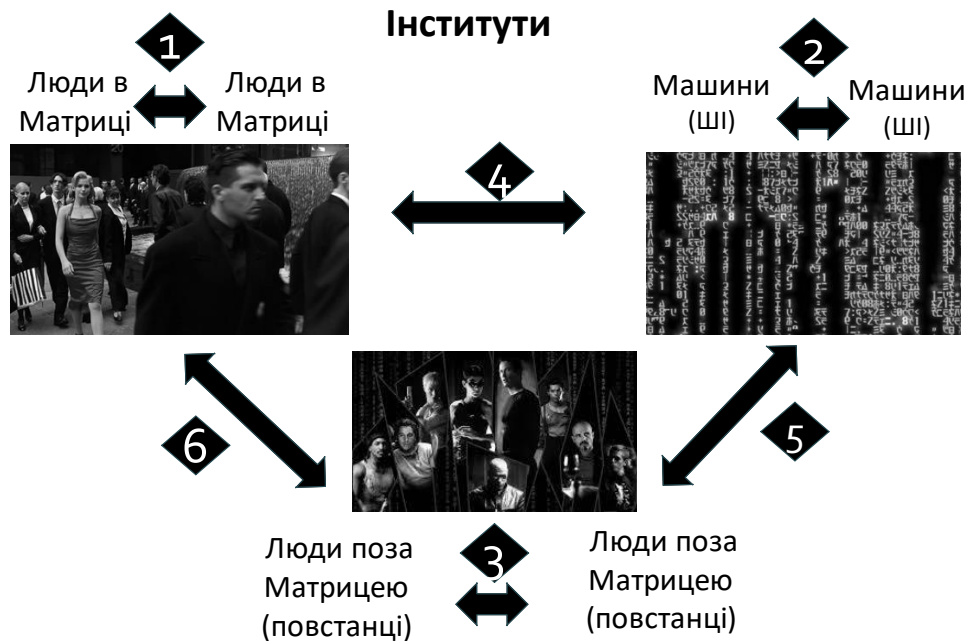 Інститути
1
Люди в
Матриці
Люди в
Матриці
2
Машини
(ШІ)
Машини
(ШІ)
4
6
5
3
Люди поза
Матрицею
(повстанці)
Люди поза
Матрицею
(повстанці)